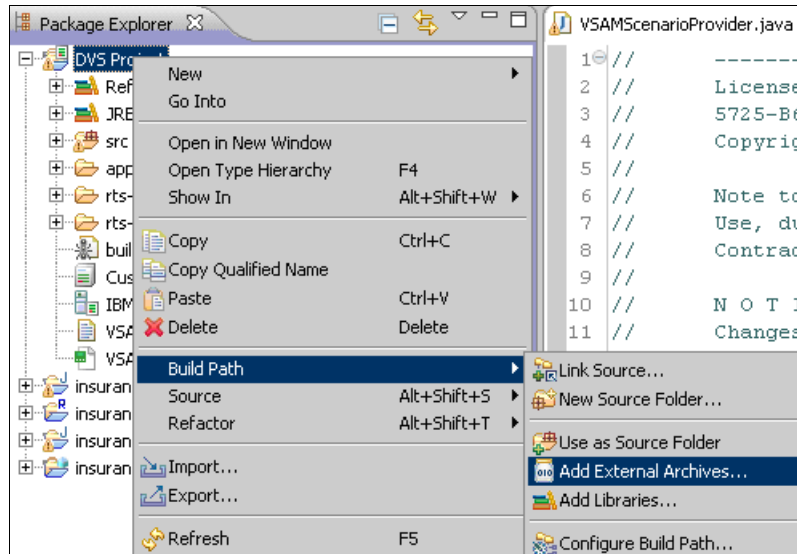 Package Explorer
VSAMScenarioProvider.java
DVS Pro
Ref
JRE
src
app
rts-
rts-
buil
Cus
IBM
VSA
VSA
insuran
insuran
insuran
insuran
New
Go Into
Open in New Window
Open Type Hierarchy F4
Show In Alt+Shift+W
Copy Ctrl+C
Copy Qualified Name
Paste Ctrl+V
Delete Delete
Build Path
Source Alt+Shift+S
Refactor Alt+Shift+T
Import...
Export...
Refresh F5
Link Source...
New Source Folder...
Use as Source Folder
Add External Archives...
Add Libraries...
Configure Build Path...
1 // -------
2 // License
3 // 5725-B6
4 // Copyrig
5 //
6 // Note to
7 // Use, du
8 // Contrac
9 //
10 // N O T I
11 // Changes